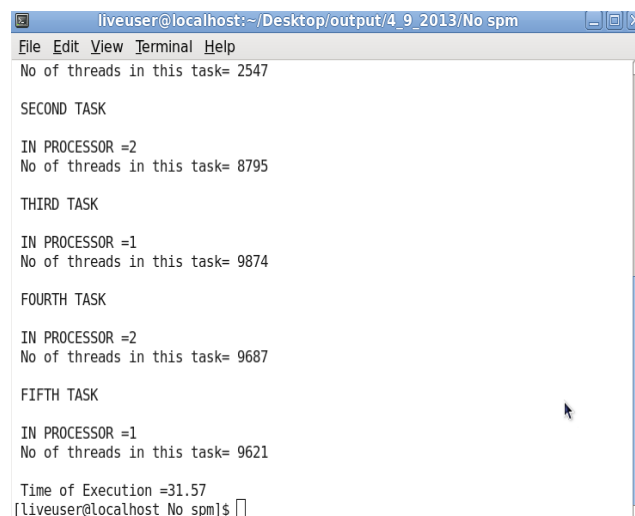 liveuser@localhost:~/Desktop/output/4_9_2013/No spm
File Edit View Terminal Help
No of threads in this task= 2547
SECOND TASK
IN PROCESSOR =2
No of threads in this task= 8795
THIRD TASK
IN PROCESSOR =1
No of threads in this task= 9874
FOURTH TASK
IN PROCESSOR =2
No of threads in this task= 9687
FIFTH TASK
IN PROCESSOR =1
No of threads in this task= 9621
Time of Execution =31.57
[liveuser@localhost No spm]$